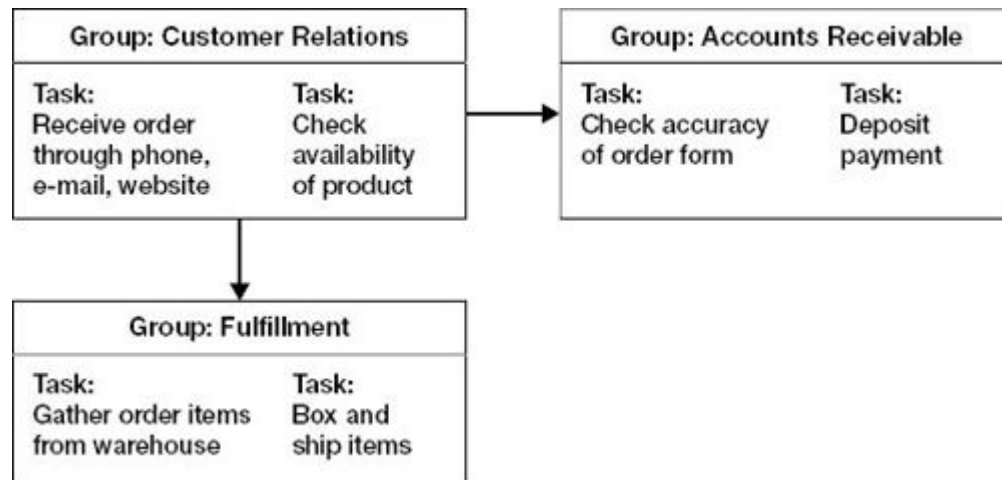 Group: Customer Relations
Task:
Receive order
through phone,
e-mail, website
Task:
Check
availability
of product
Group: Accounts Receivable
Task:
Check accuracy
of order form
Task:
Deposit
payment
Group: Fulfillment
Task:
Gather order items
from warehouse
Task:
Box and
ship items